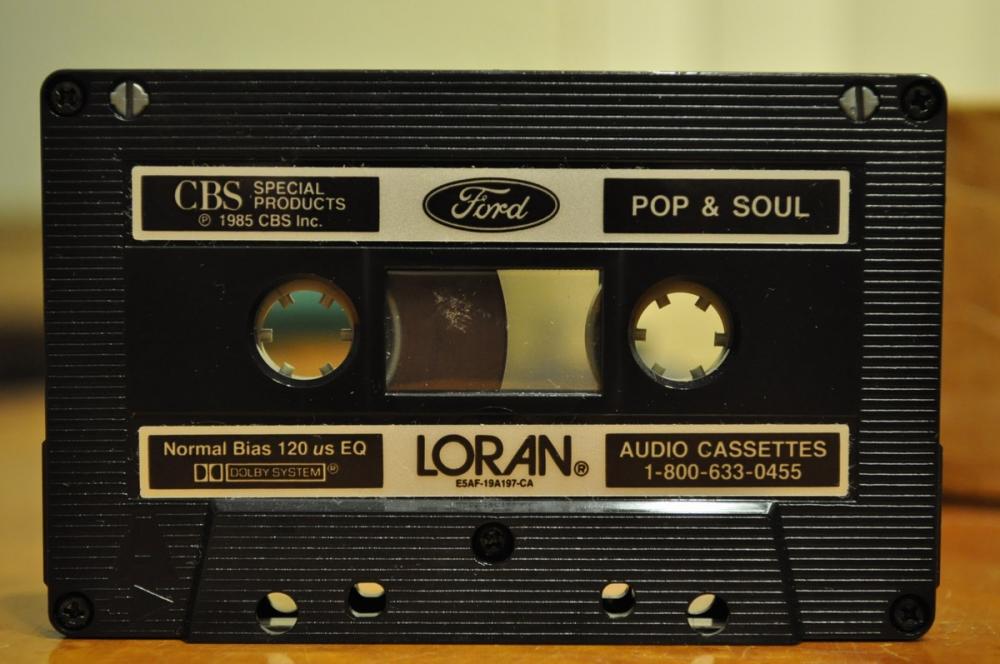 CBS SPECIAL PRODUCTS
℗ 1985 CBS Inc.
Ford
POP & SOUL
Normal Bias 120 us EQ
DOLBY SYSTEM®
LORAN®
E5AF-19A197-CA
AUDIO CASSETTES
1-800-633-0455
A